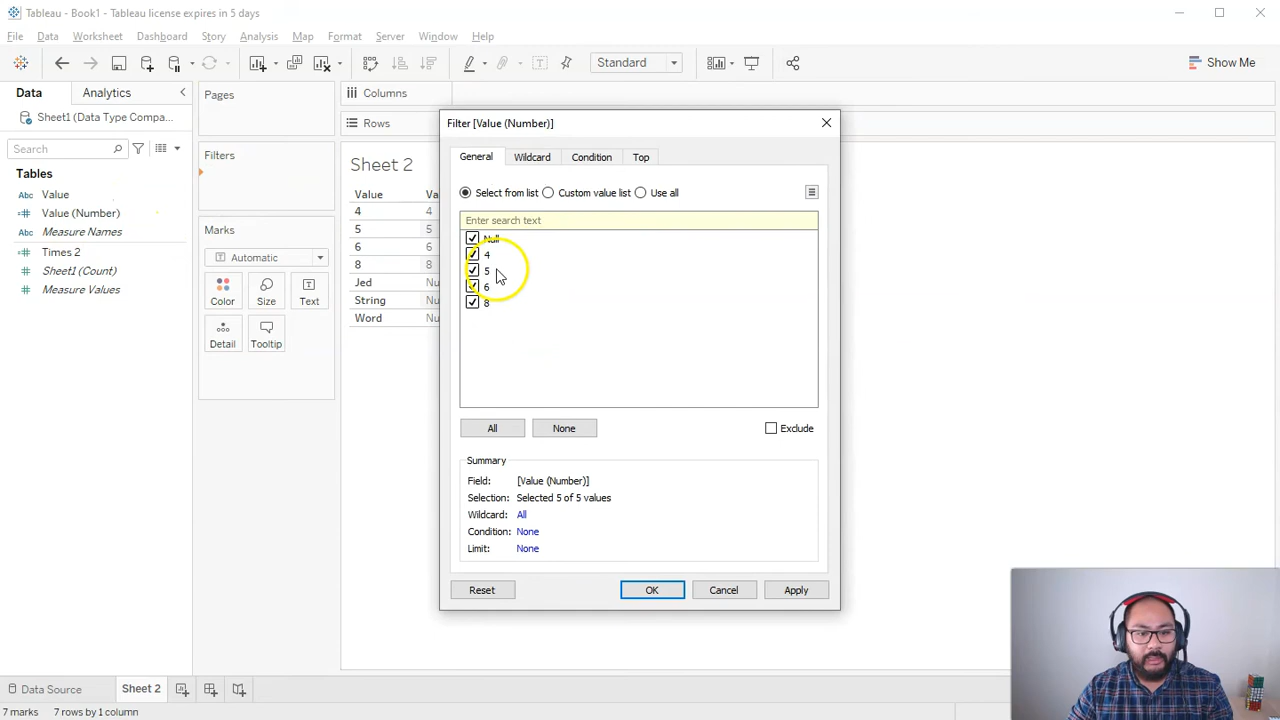 Tableau - Book1 - Tableau license expires in 5 days
File Data Worksheet Dashboard Story Analysis Map Format Server Window Help
Standard Show Me
Data Analytics Pages Columns
Sheet1 (Data Type Compa... Rows
Search Filters
Tables
Value
Value (Number)
Measure Names
Times 2
Sheet1 (Count)
Measure Values
Marks
Automatic
Color Size Text
Detail Tooltip
Sheet 2
Value Va
4 4
5 5
6 6
8 8
Jed Nu
String Nu
Word Nu
Filter [Value (Number)]
General Wildcard Condition Top
Select from list Custom value list Use all
Enter search text
Null
4
5
6
8
All None Exclude
Summary
Field: [Value (Number)]
Selection: Selected 5 of 5 values
Wildcard: All
Condition: None
Limit: None
Reset OK Cancel Apply
Data Source Sheet 2
7 marks 7 rows by 1 column